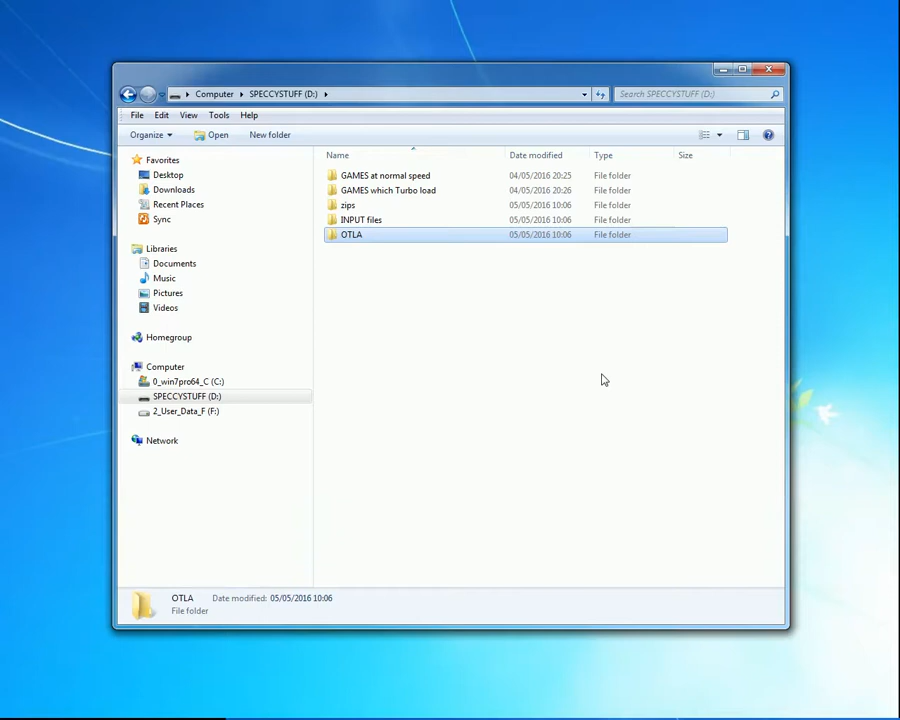 Computer SPECCYSTUFF (D:) Search SPECCYSTUFF (D:)
File Edit View Tools Help
Organize Open New folder
Name Date modified Type Size
Favorites
Desktop
Downloads
Recent Places
Sync
Libraries
Documents
Music
Pictures
Videos
Homegroup
Computer
0_win7pro64_C (C:)
SPECCYSTUFF (D:)
2_User_Data_F (F:)
Network
GAMES at normal speed 04/05/2016 20:25 File folder
GAMES which Turbo load 04/05/2016 20:26 File folder
zips 05/05/2016 10:06 File folder
INPUT files 05/05/2016 10:06 File folder
OTLA 05/05/2016 10:06 File folder
OTLA Date modified: 05/05/2016 10:06
File folder